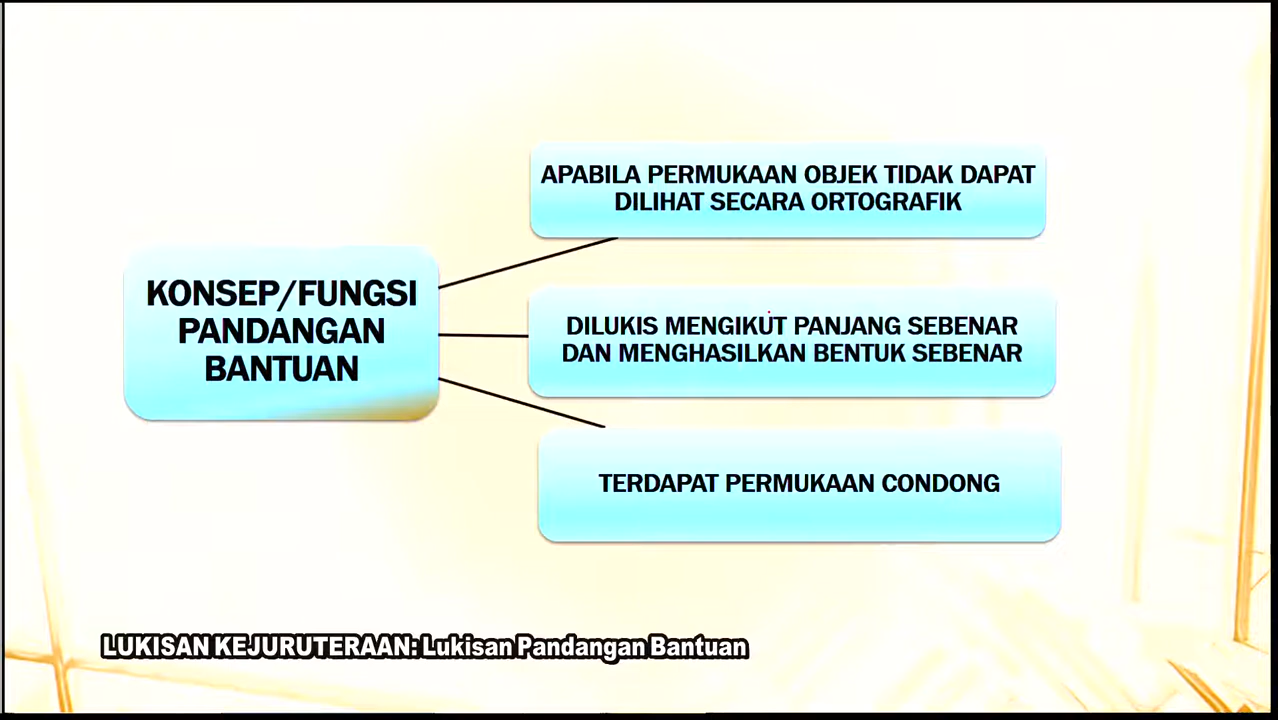 KONSEP/FUNGSI
PANDANGAN
BANTUAN
APABILA PERMUKAAN OBJEK TIDAK DAPAT
DILIHAT SECARA ORTOGRAFIK
DILUKIS MENGIKUT PANJANG SEBENAR
DAN MENGHASILKAN BENTUK SEBENAR
TERDAPAT PERMUKAAN CONDONG
LUKISAN KEJURUTERAAN: Lukisan Pandangan Bantuan